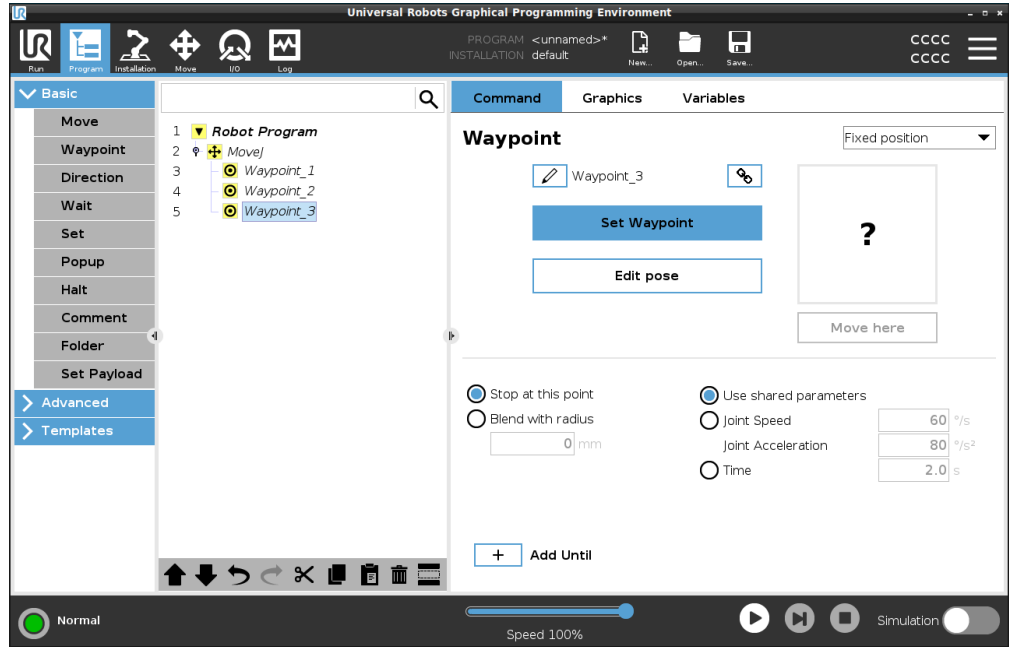 Universal Robots Graphical Programming Environment
UR
Run
Program
Installation
Move
I/O
Log
PROGRAM <unnamed>*
INSTALLATION default
New...
Open...
Save...
CCCC
CCCC
Basic
Move
Waypoint
Direction
Wait
Set
Popup
Halt
Comment
Folder
Set Payload
Advanced
Templates
1 Robot Program
2 MoveJ
3 Waypoint_1
4 Waypoint_2
5 Waypoint_3
Command Graphics Variables
Waypoint
Fixed position
Waypoint_3
Set Waypoint
Edit pose
?
Move here
Stop at this point
Blend with radius
0 mm
Use shared parameters
Joint Speed 60 °/s
Joint Acceleration 80 °/s²
Time 2.0 s
+ Add Until
Normal
Speed 100%
Simulation